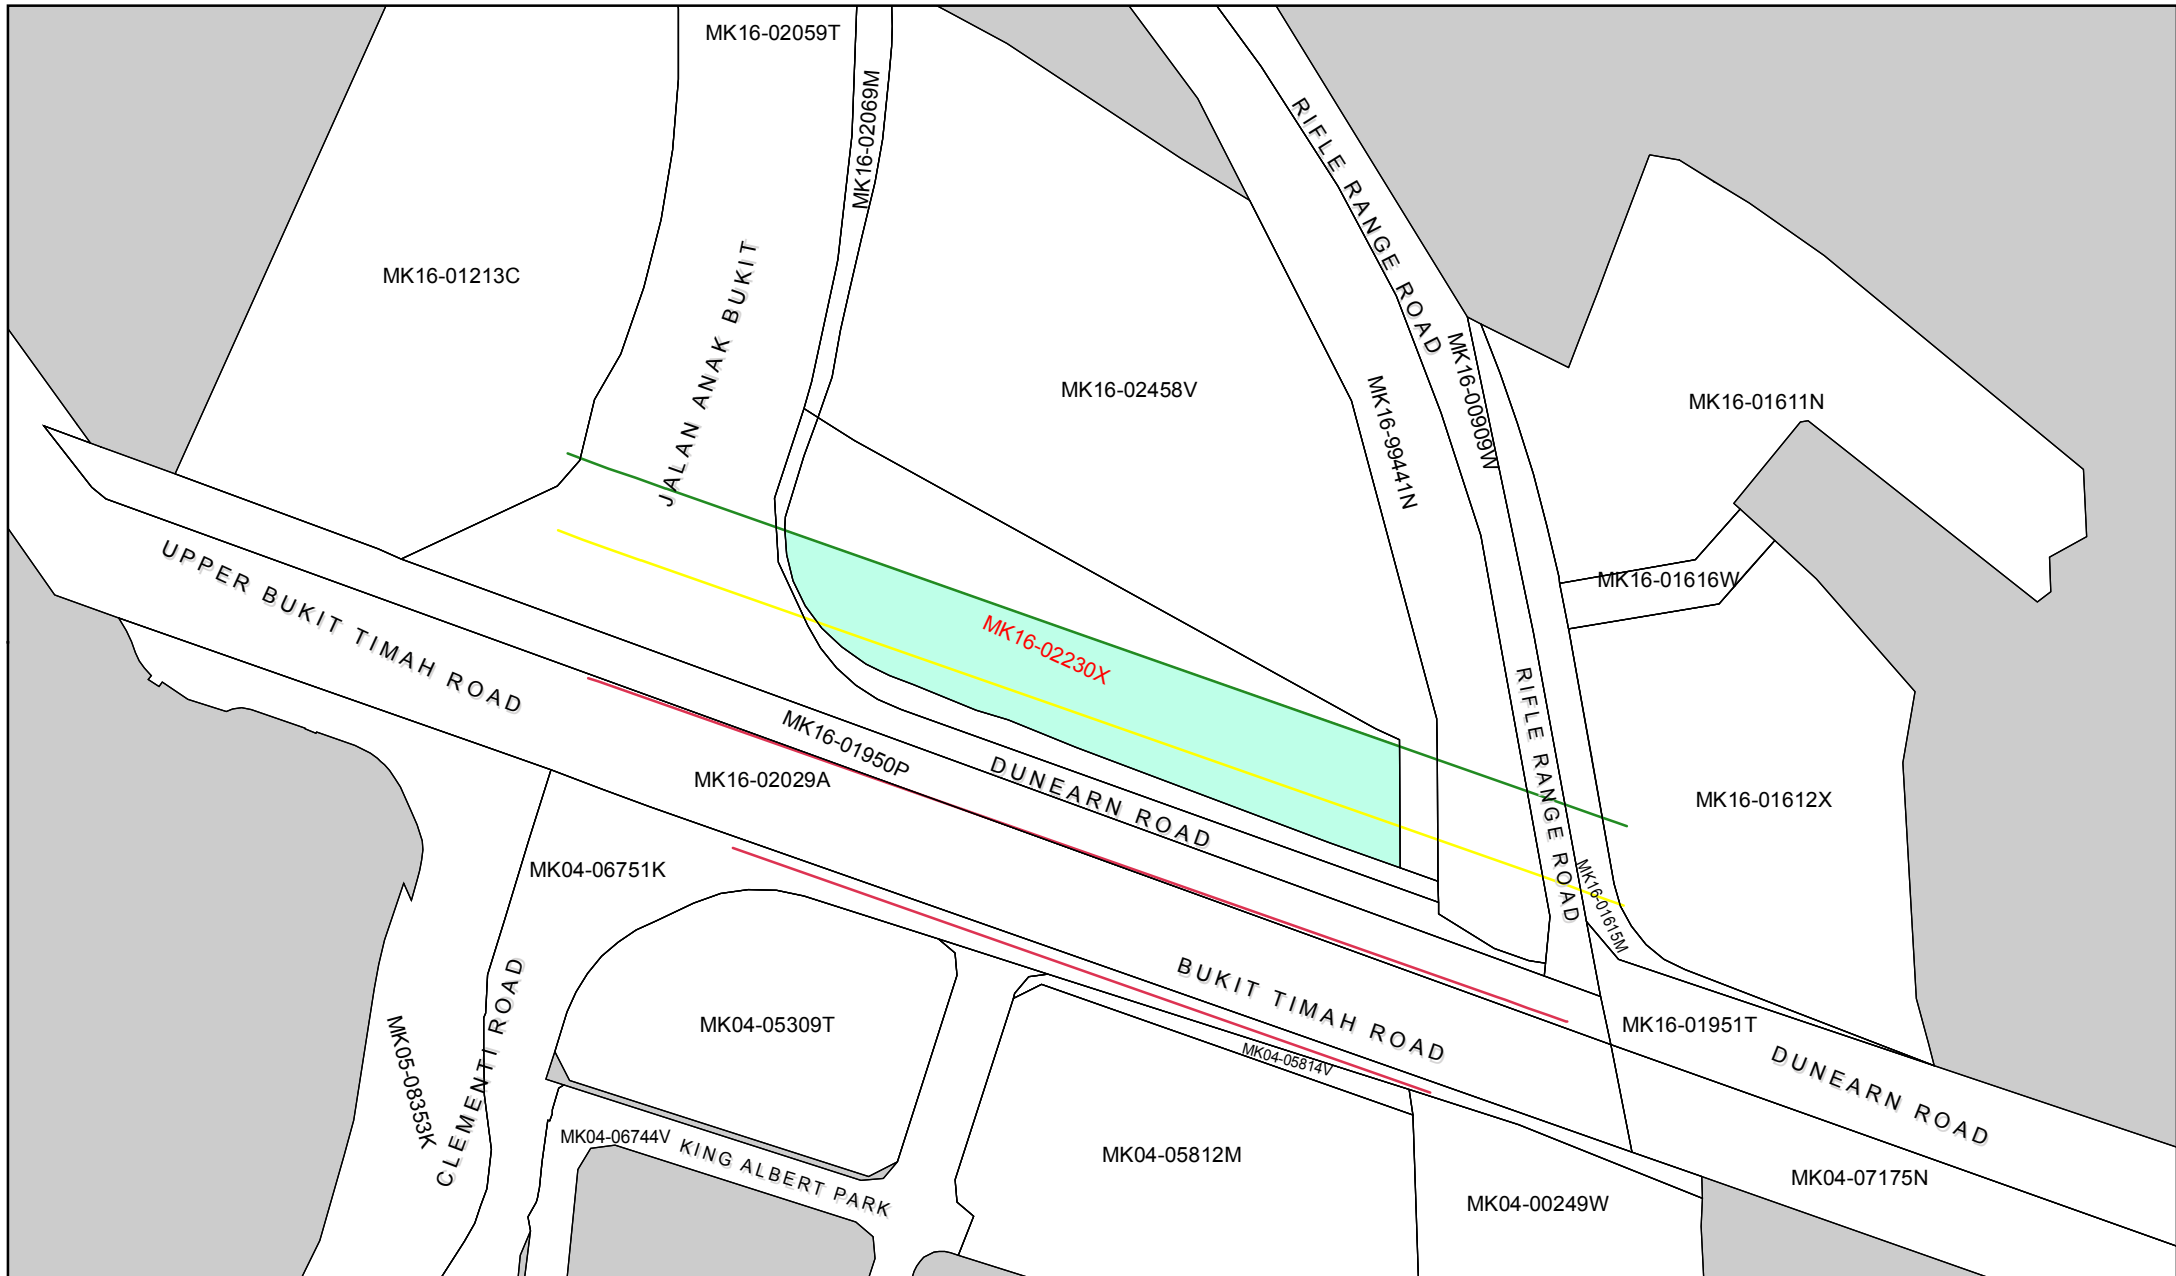 MK16-02059T
MK16-02069M
RIFLE RANGE ROAD
MK16-01213C
JALAN ANAK BUKIT
MK16-02458V
MK16-99441N
MK16-00909W
MK16-01611N
MK16-01616W
UPPER BUKIT TIMAH ROAD
MK16-02230X
RIFLE RANGE ROAD
MK16-01950P
MK16-02029A
DUNEARN ROAD
MK16-01612X
MK04-06751K
MK16-01615M
BUKIT TIMAH ROAD
CLEMENTI ROAD
MK05-08353K
MK04-05309T
MK04-05814V
MK16-01951T
DUNEARN ROAD
MK04-06744V
KING ALBERT PARK
MK04-05812M
MK04-00249W
MK04-07175N